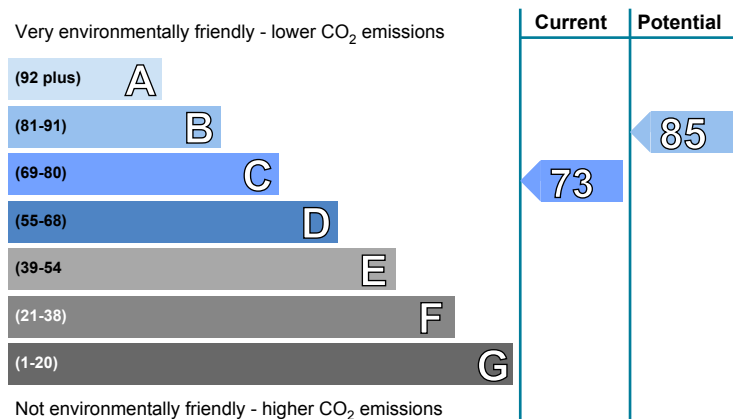 Very environmentally friendly - lower CO₂ emissions
Current
Potential
(92 plus) A
(81-91) B
85
(69-80) C
73
(55-68) D
(39-54 E
(21-38) F
(1-20) G
Not environmentally friendly - higher CO₂ emissions